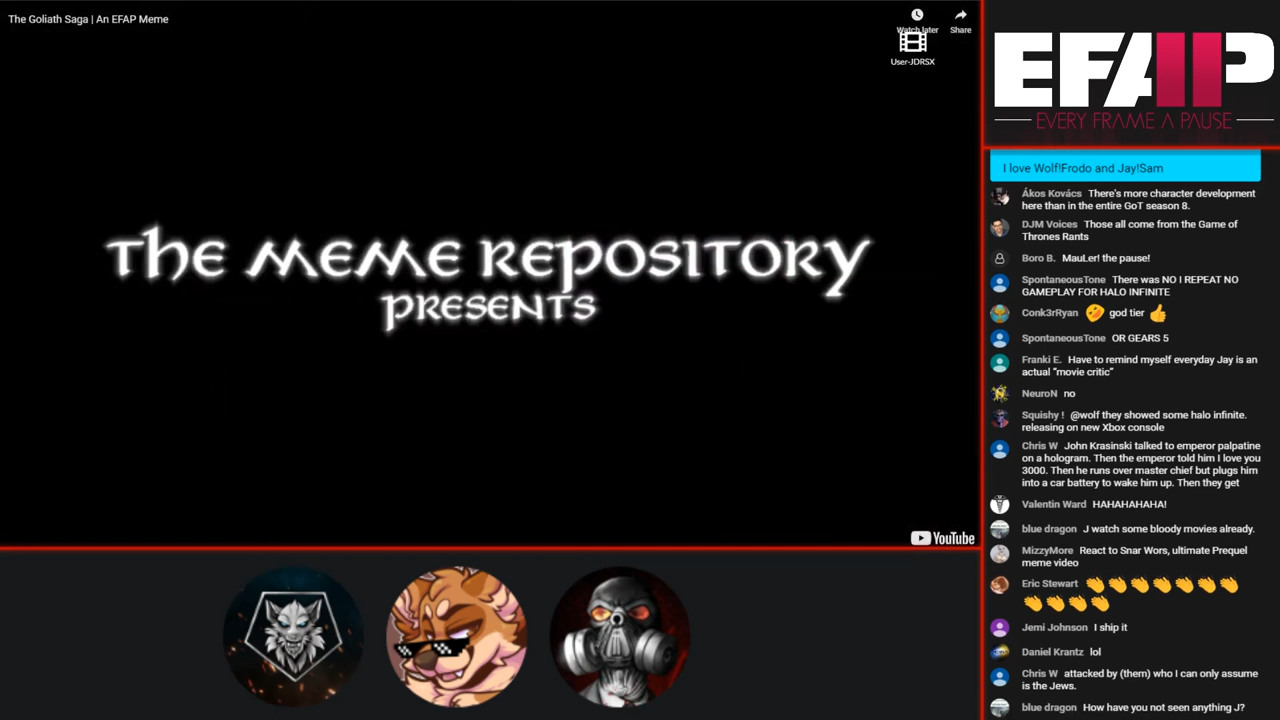 The Goliath Saga | An EFAP Meme
Watch later
Share
User-JDRSX
THE MEME REPOSITORY
PRESENTS
YouTube
EFAP
EVERY FRAME A PAUSE
I love Wolf!Frodo and Jay!Sam
Ákos Kovács There's more character development
here than in the entire GoT season 8.
DJM Voices Those all come from the Game of
Thrones Rants
Boro B. MauLer! the pause!
SpontaneousTone There was NO I REPEAT NO
GAMEPLAY FOR HALO INFINITE
Conk3rRyan 🤣 god tier 👍
SpontaneousTone OR GEARS 5
Franki E. Have to remind myself everyday Jay is an
actual “movie critic”
NeuroN no
Squishy ! @wolf they showed some halo infinite.
releasing on new Xbox console
Chris W John Krasinski talked to emperor palpatine
on a hologram. Then the emperor told him I love you
3000. Then he runs over master chief but plugs him
into a car battery to wake him up. Then they get
Valentin Ward HAHAHAHAHA!
blue dragon J watch some bloody movies already.
MizzyMore React to Snar Wors, ultimate Prequel
meme video
Eric Stewart 👏👏👏👏👏👏👏
👏👏👏👏
Jemi Johnson I ship it
Daniel Krantz lol
Chris W attacked by (them) who I can only assume
is the Jews.
blue dragon How have you not seen anything J?